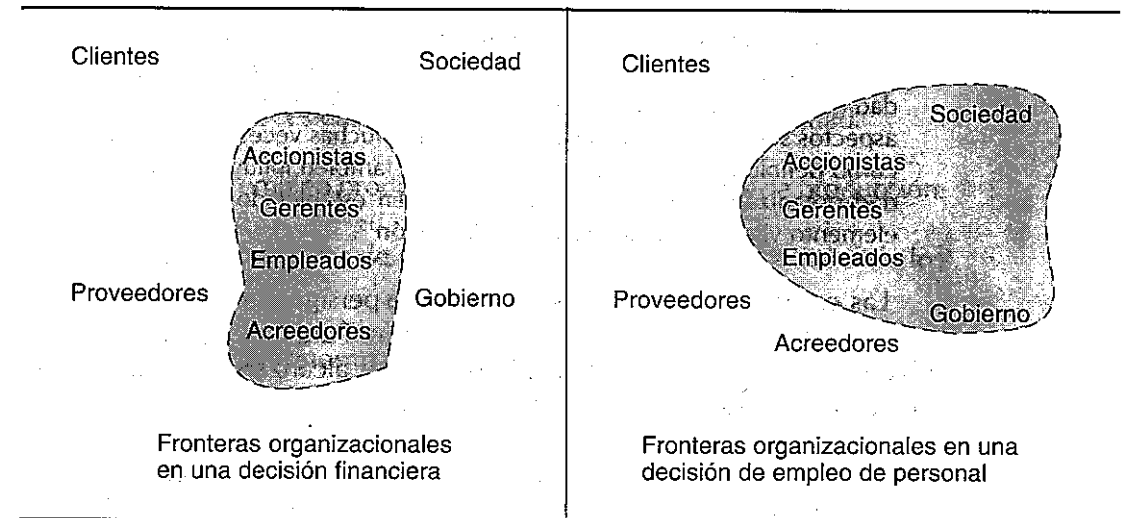 Clientes
Sociedad
Accionistas
Gerentes
Empleados
Proveedores
Gobierno
Acreedores
Fronteras organizacionales
en una decisión financiera
Clientes
Sociedad
Accionistas
Gerentes
Empleados
Proveedores
Gobierno
Acreedores
Fronteras organizacionales en una
decisión de empleo de personal